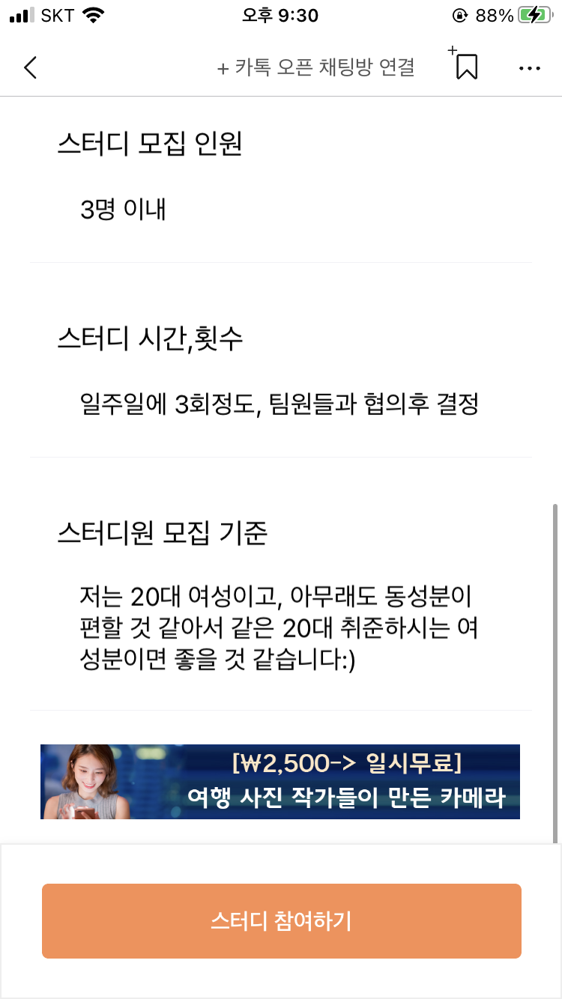 SKT 오후 9:30 88%
+ 카톡 오픈 채팅방 연결
스터디 모집 인원
3명 이내
스터디 시간,횟수
일주일에 3회정도, 팀원들과 협의후 결정
스터디원 모집 기준
저는 20대 여성이고, 아무래도 동성분이
편할 것 같아서 같은 20대 취준하시는 여
성분이면 좋을 것 같습니다:)
[₩2,500-> 일시무료]
여행 사진 작가들이 만든 카메라
스터디 참여하기